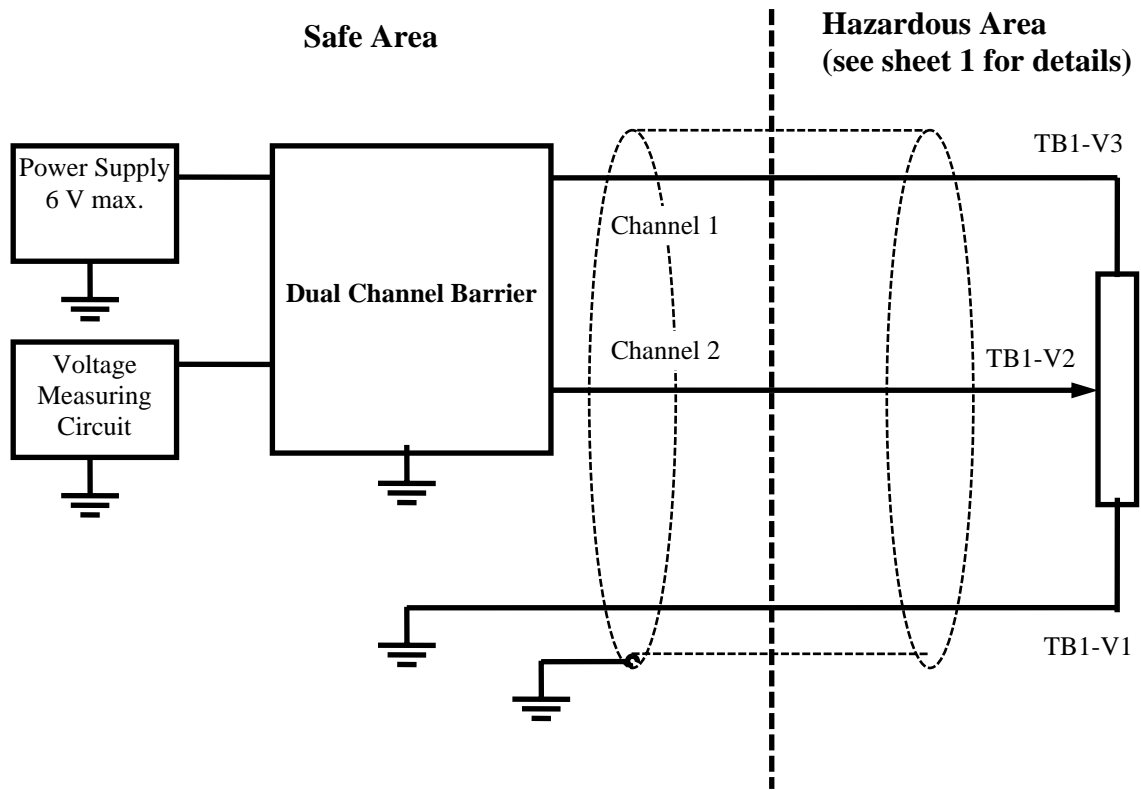 Safe Area
Hazardous Area
(see sheet 1 for details)
TB1-V3
Power Supply
6 V max.
Channel 1
Dual Channel Barrier
Channel 2
TB1-V2
Voltage
Measuring
Circuit
TB1-V1